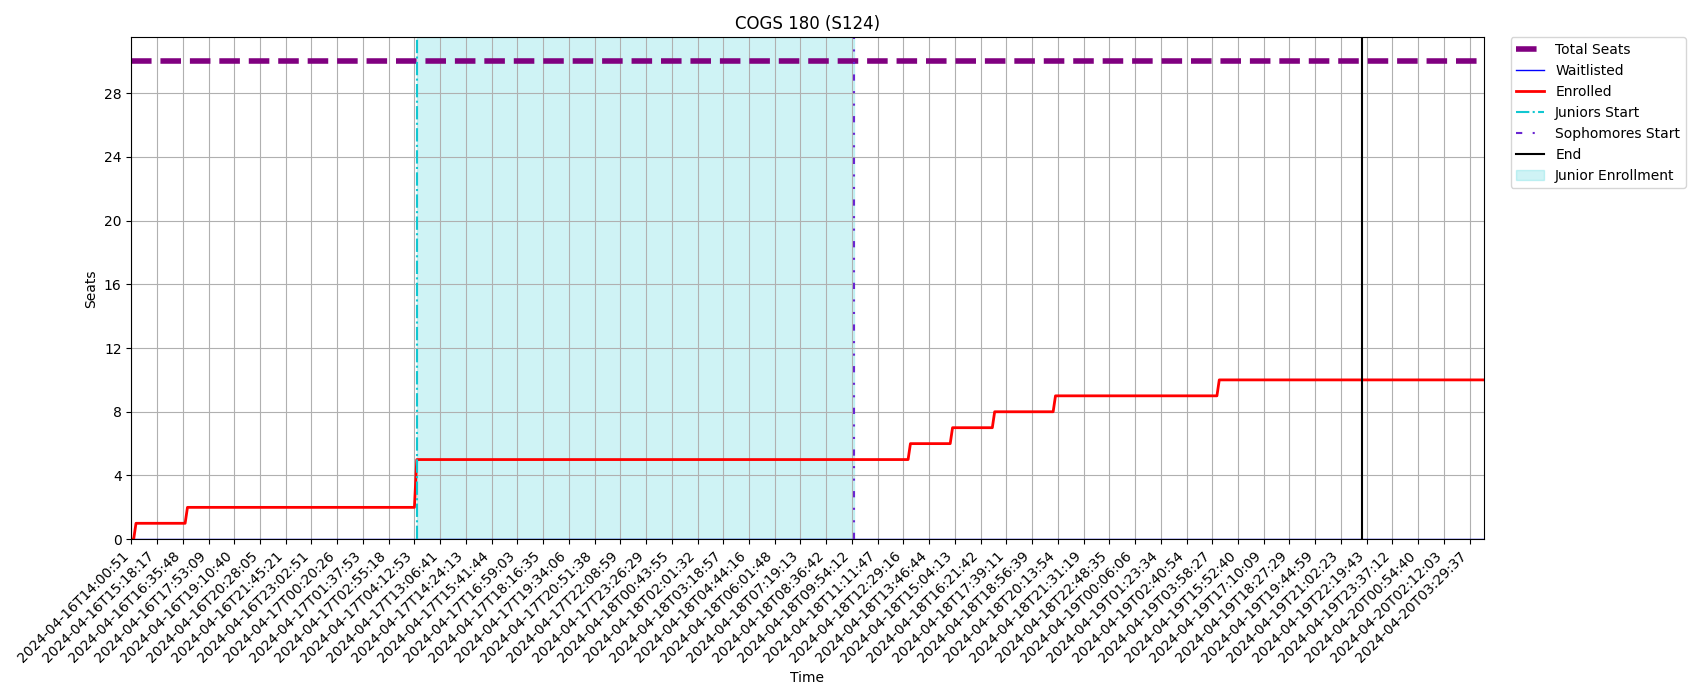 COGS 180 (S124)
Total Seats
Waitlisted
Enrolled
Juniors Start
Sophomores Start
End
Junior Enrollment
Seats
28
24
20
16
12
8
4
0
2024-04-16T14:00:51
2024-04-16T15:18:17
2024-04-16T16:35:48
2024-04-16T17:53:09
2024-04-16T19:10:40
2024-04-16T20:28:05
2024-04-16T21:45:21
2024-04-16T23:02:51
2024-04-17T00:20:26
2024-04-17T01:37:53
2024-04-17T02:55:18
2024-04-17T04:12:53
2024-04-17T13:06:41
2024-04-17T14:24:13
2024-04-17T15:41:44
2024-04-17T16:59:03
2024-04-17T18:16:35
2024-04-17T19:34:06
2024-04-17T20:51:38
2024-04-17T22:08:59
2024-04-17T23:26:29
2024-04-18T00:43:55
2024-04-18T02:01:32
2024-04-18T03:18:57
2024-04-18T04:44:16
2024-04-18T06:01:48
2024-04-18T07:19:13
2024-04-18T08:36:42
2024-04-18T09:54:12
2024-04-18T11:11:47
2024-04-18T12:29:16
2024-04-18T13:46:44
2024-04-18T15:04:13
2024-04-18T16:21:42
2024-04-18T17:39:11
2024-04-18T18:56:39
2024-04-18T20:13:54
2024-04-18T21:31:19
2024-04-18T22:48:35
2024-04-19T00:06:06
2024-04-19T01:23:34
2024-04-19T02:40:54
2024-04-19T03:58:27
2024-04-19T15:52:40
2024-04-19T17:10:09
2024-04-19T18:27:29
2024-04-19T19:44:59
2024-04-19T21:02:23
2024-04-19T22:19:43
2024-04-19T23:37:12
2024-04-20T00:54:40
2024-04-20T02:12:03
2024-04-20T03:29:37
Time